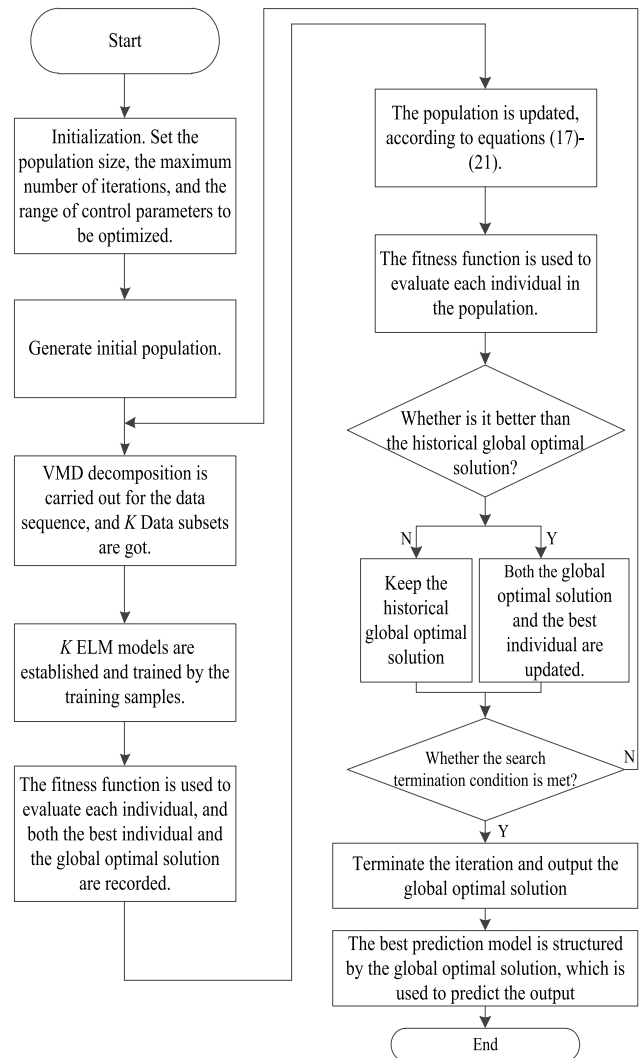 Start
Initialization. Set the
population size, the maximum
number of iterations, and the
range of control parameters to
be optimized.
Generate initial population.
VMD decomposition is
carried out for the data
sequence, and K Data subsets
are got.
K ELM models are
established and trained by the
training samples.
The fitness function is used to
evaluate each individual, and
both the best individual and
the global optimal solution
are recorded.
The population is updated,
according to equations (17)-
(21).
The fitness function is used to
evaluate each individual in
the population.
Whether is it better than
the historical global optimal
solution?
N
Y
Keep the
historical
global optimal
solution
Both the global
optimal solution
and the best
individual are
updated.
Whether the search
termination condition is met?
N
Y
Terminate the iteration and output the
global optimal solution
The best prediction model is structured
by the global optimal solution, which is
used to predict the output
End